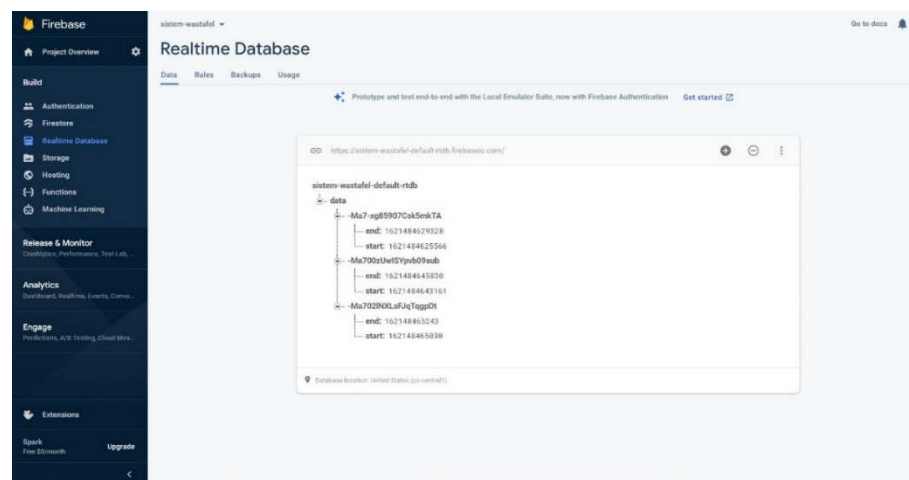 Firebase
sistem-wastafel
Go to docs
Project Overview
Realtime Database
Data Rules Backups Usage
Build
Prototype and test end-to-end with the Local Emulator Suite, now with Firebase Authentication Get started
Authentication
Firestore
Realtime Database
Storage
Hosting
Functions
Machine Learning
https://sistem-wastafel-default-rtdb.firebaseio.com/
sistem-wastafel-default-rtdb
data
-Ma7-xg85907CskSmkTA
end: 1621484629328
start: 1621484625566
-Ma700zUwISYpvb09sub
end: 1621484645830
start: 1621484643161
-Ma702INXLsFJqTqgpDt
end: 162148465243
start: 162148465030
Database location: United States (us-central1)
Release & Monitor
Crashlytics, Performance, Test Lab, ...
Analytics
Dashboard, Realtime, Events, Conve...
Engage
Predictions, A/B Testing, Cloud Mes...
Extensions
Spark
Free $0/month
Upgrade